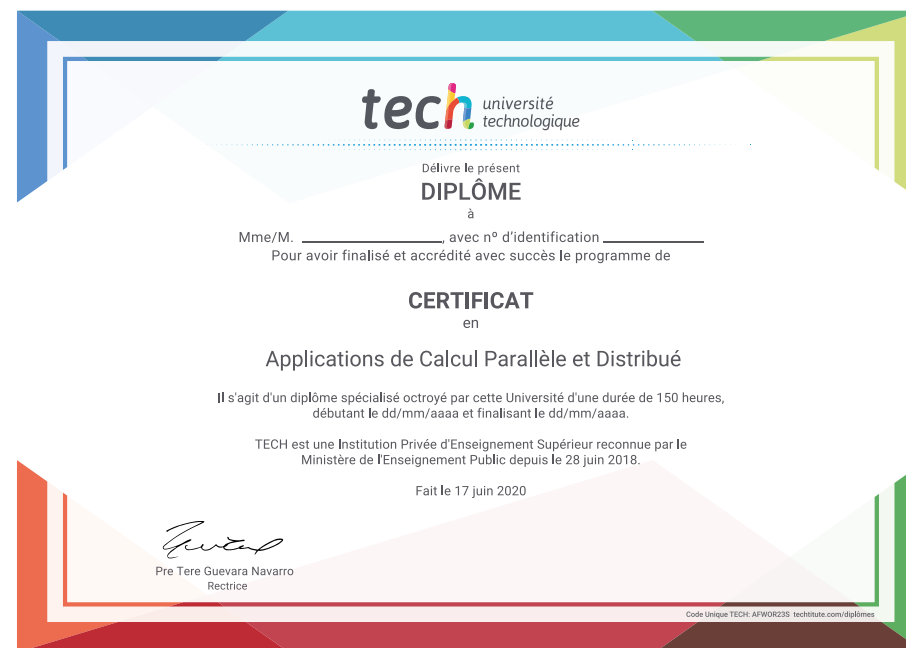 tech université
technologique
Délivre le présent
DIPLÔME
à
Mme/M. ____________________, avec nº d'identification ______________
Pour avoir finalisé et accrédité avec succès le programme de
CERTIFICAT
en
Applications de Calcul Parallèle et Distribué
Il s'agit d'un diplôme spécialisé octroyé par cette Université d'une durée de 150 heures,
débutant le dd/mm/aaaa et finalisant le dd/mm/aaaa.
TECH est une Institution Privée d'Enseignement Supérieur reconnue par le
Ministère de l'Enseignement Public depuis le 28 juin 2018.
Fait le 17 juin 2020
Pre Tere Guevara Navarro
Rectrice
Code Unique TECH: AFWOR23S techtitute.com/diplômes